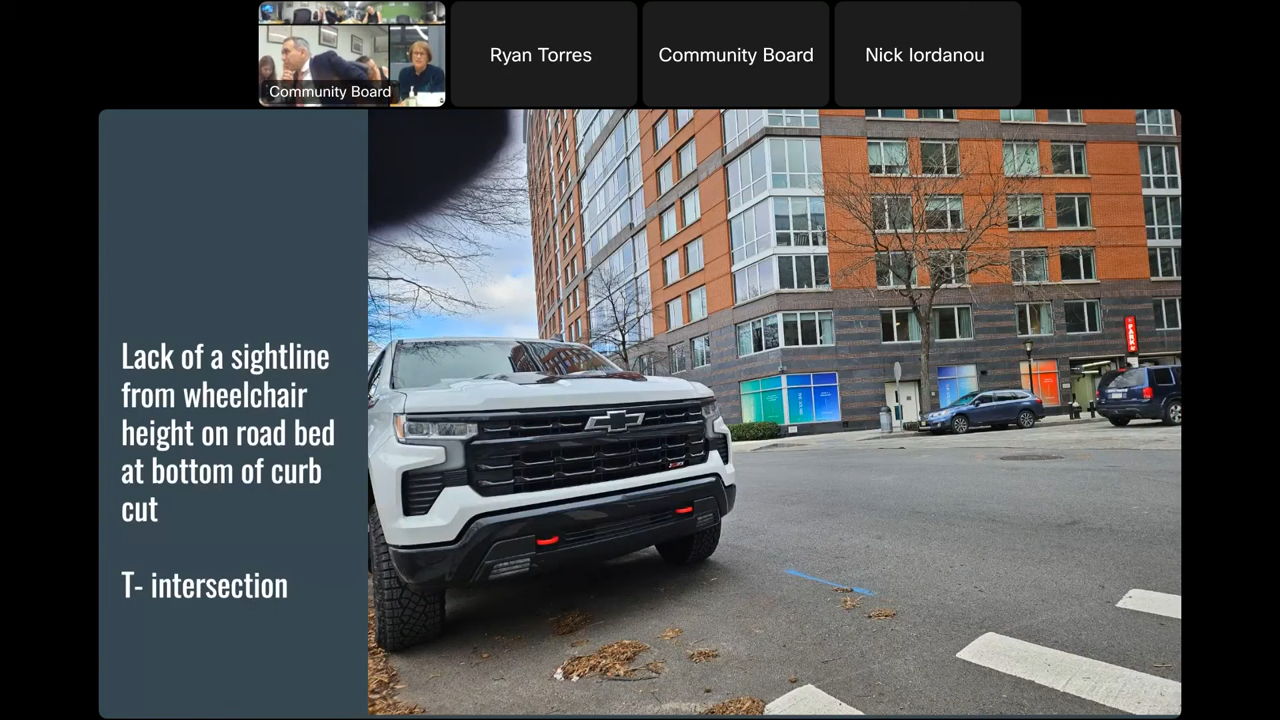 Community Board
Ryan Torres
Community Board
Nick Iordanou
Lack of a sightline
from wheelchair
height on road bed
at bottom of curb
cut
T- intersection
PARK